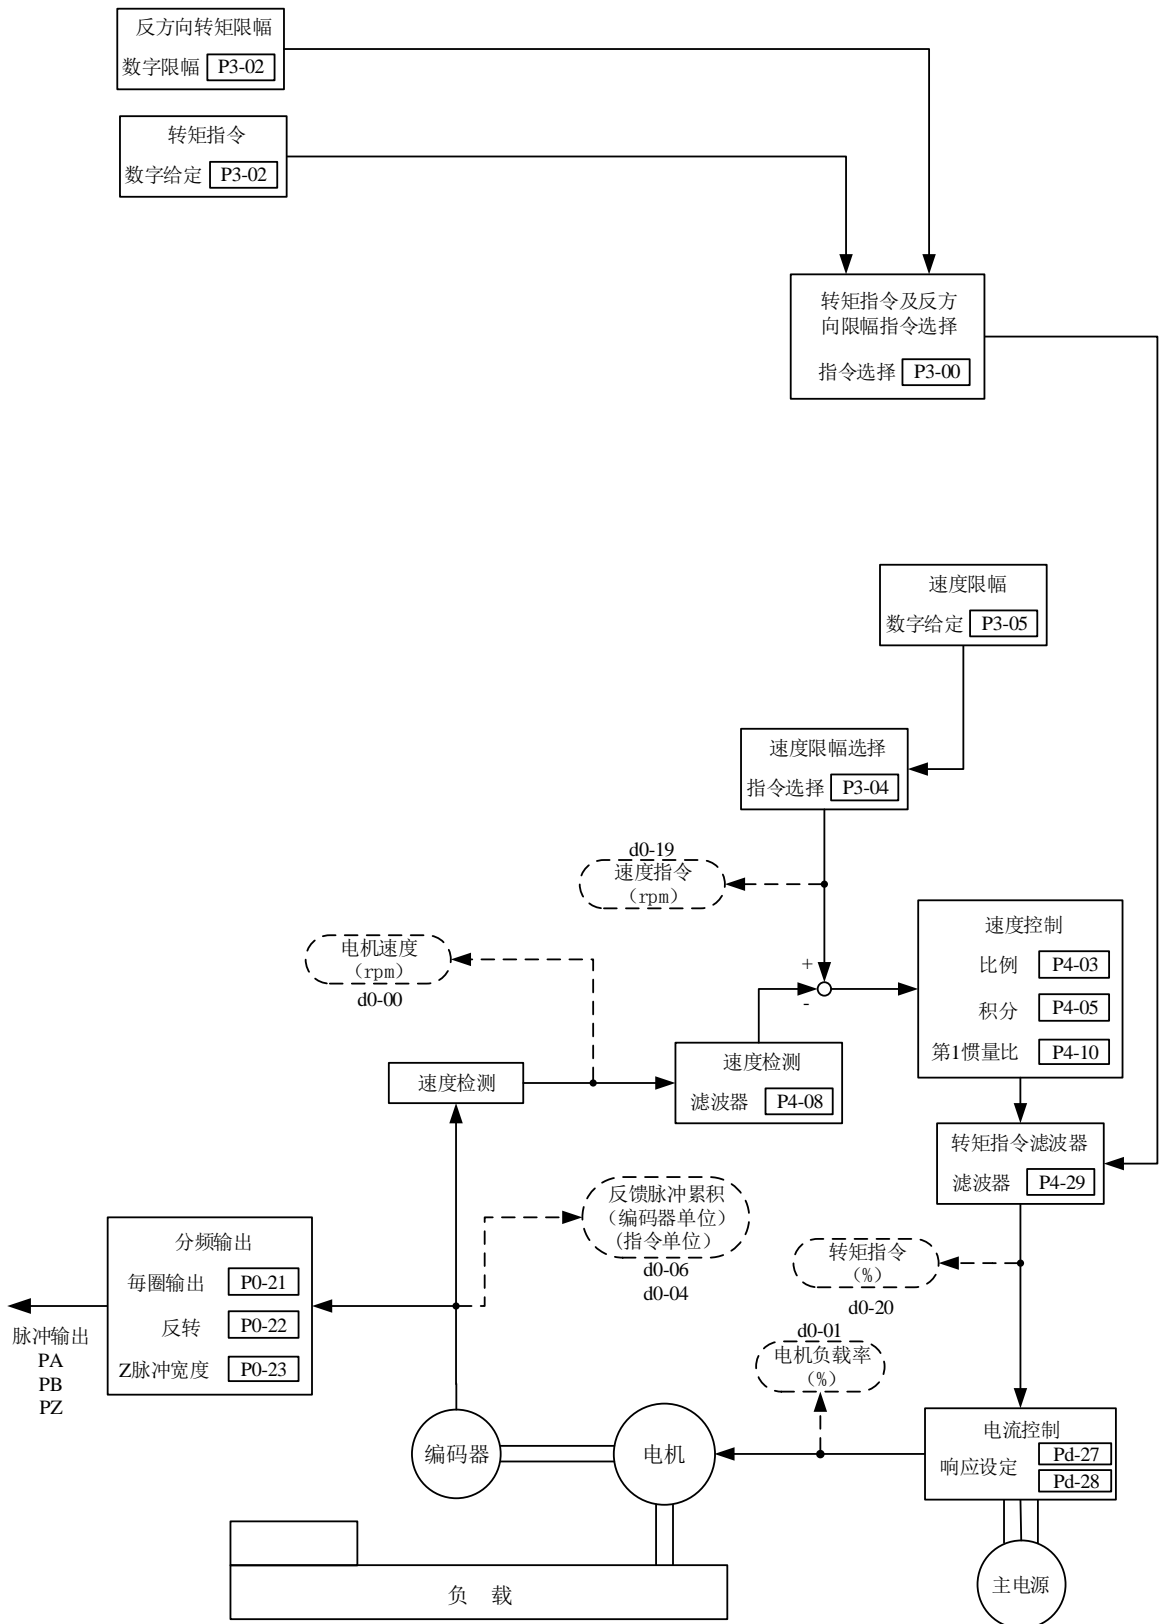 反方向转矩限幅
数字限幅 P3-02
转矩指令
数字给定 P3-02
转矩指令及反方
向限幅指令选择
指令选择 P3-00
速度限幅
数字给定 P3-05
速度限幅选择
指令选择 P3-04
d0-19
速度指令
(rpm)
速度控制
比例 P4-03
积分 P4-05
第1惯量比 P4-10
电机速度
(rpm)
d0-00
+
-
速度检测
速度检测
滤波器 P4-08
转矩指令滤波器
滤波器 P4-29
反馈脉冲累积
(编码器单位)
(指令单位)
d0-06
d0-04
转矩指令
(%)
d0-20
分频输出
每圈输出 P0-21
反转 P0-22
Z脉冲宽度 P0-23
脉冲输出
PA
PB
PZ
d0-01
电机负载率
(%)
电流控制
响应设定 Pd-27
Pd-28
编码器
电机
负 载
主电源